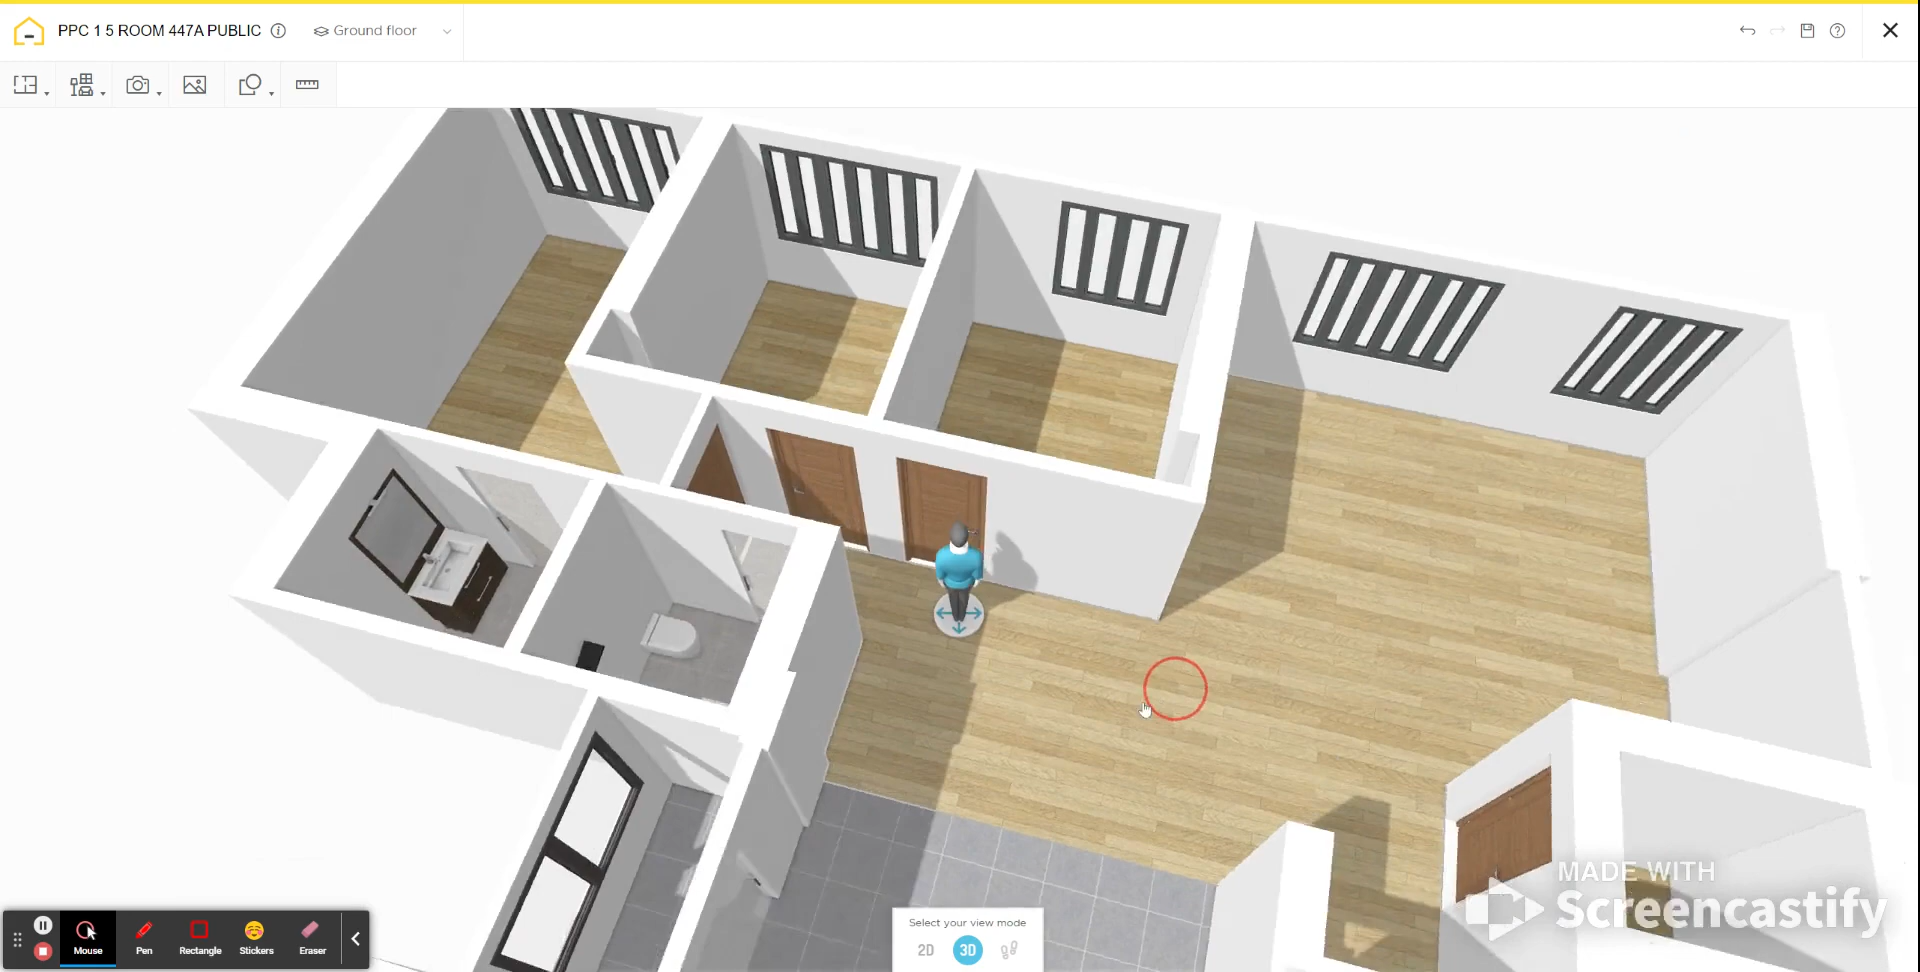 PPC 1 5 ROOM 447A PUBLIC
Ground floor
MADE WITH
Screencastify
Select your view mode
2D 3D
Mouse Pen Rectangle Stickers Eraser